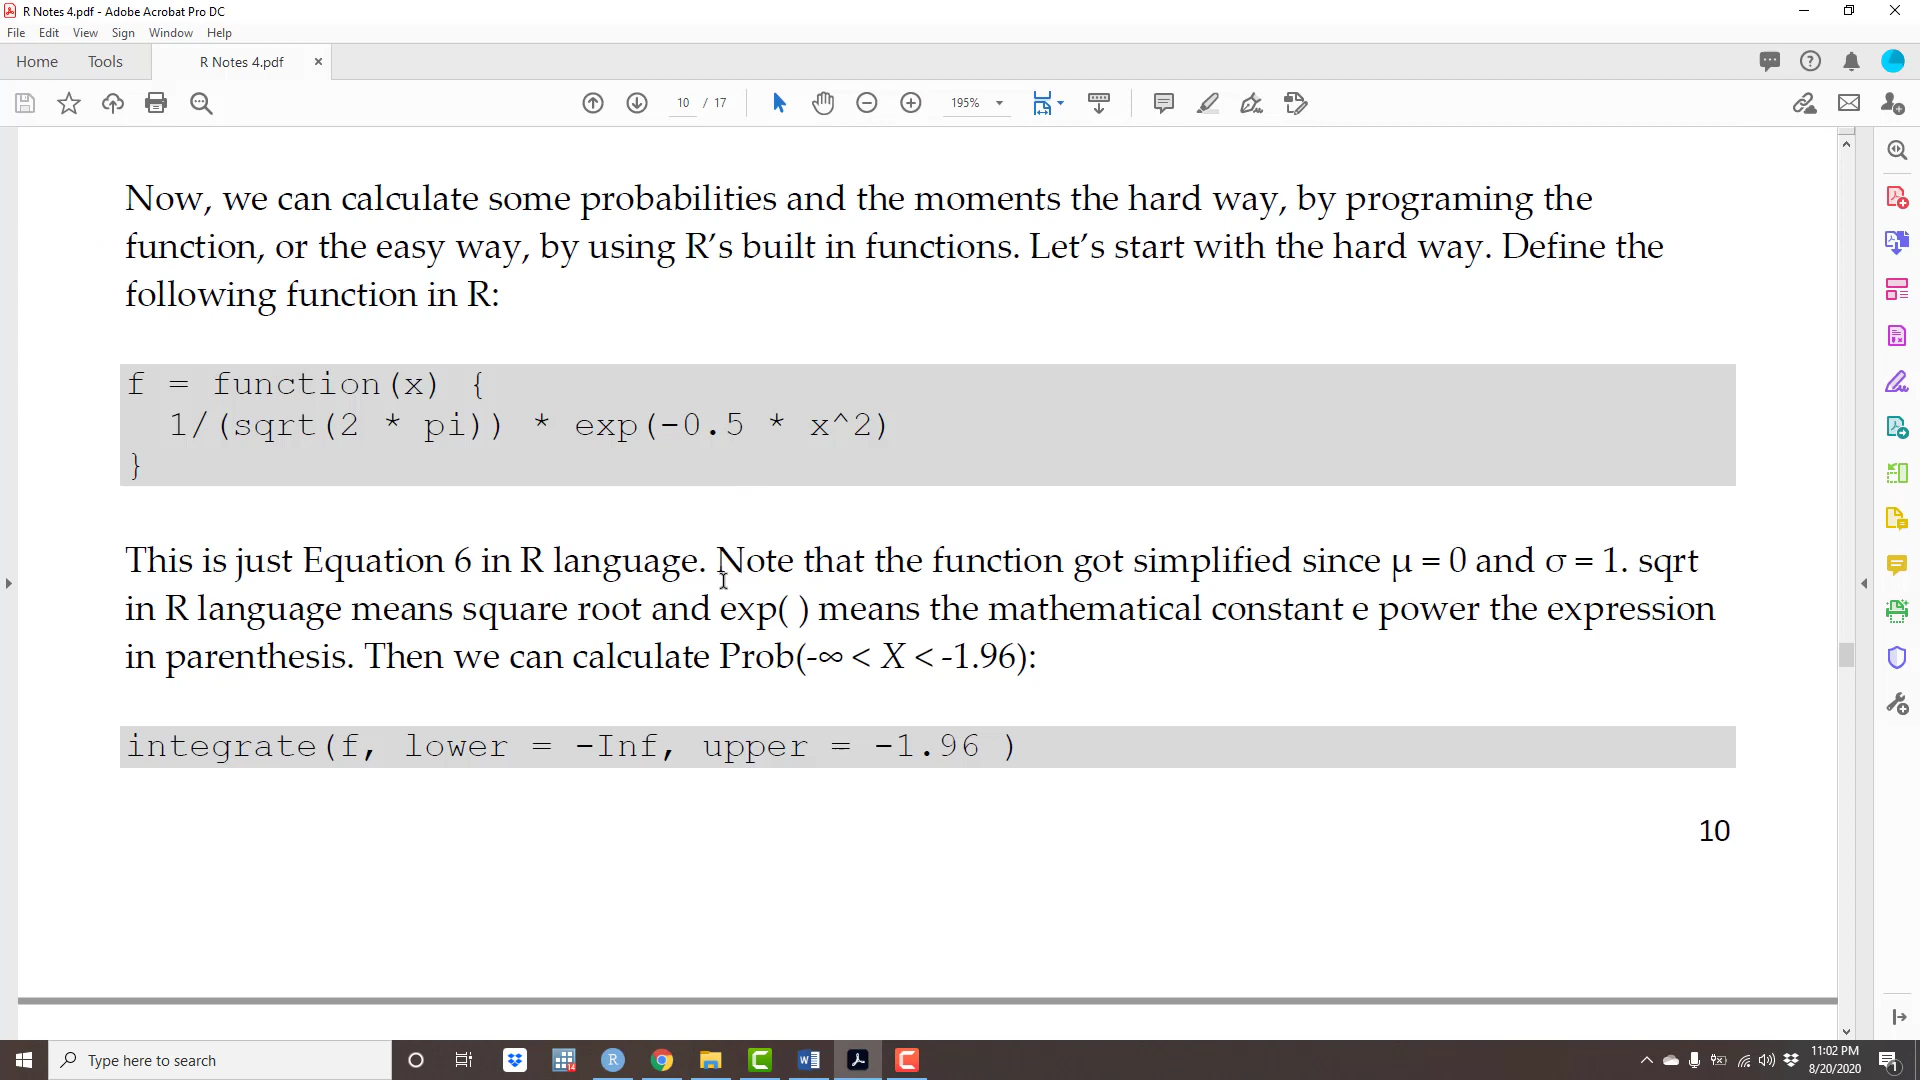 R Notes 4.pdf - Adobe Acrobat Pro DC
File Edit View Sign Window Help
Home Tools R Notes 4.pdf
10 / 17 195%
Now, we can calculate some probabilities and the moments the hard way, by programing the
function, or the easy way, by using R’s built in functions. Let’s start with the hard way. Define the
following function in R:
f = function(x) {
1/(sqrt(2 * pi)) * exp(-0.5 * x^2)
}
This is just Equation 6 in R language. Note that the function got simplified since μ = 0 and σ = 1. sqrt
in R language means square root and exp( ) means the mathematical constant e power the expression
in parenthesis. Then we can calculate Prob(-∞ < X < -1.96):
integrate(f, lower = -Inf, upper = -1.96 )
10
Type here to search
11:02 PM
8/20/2020